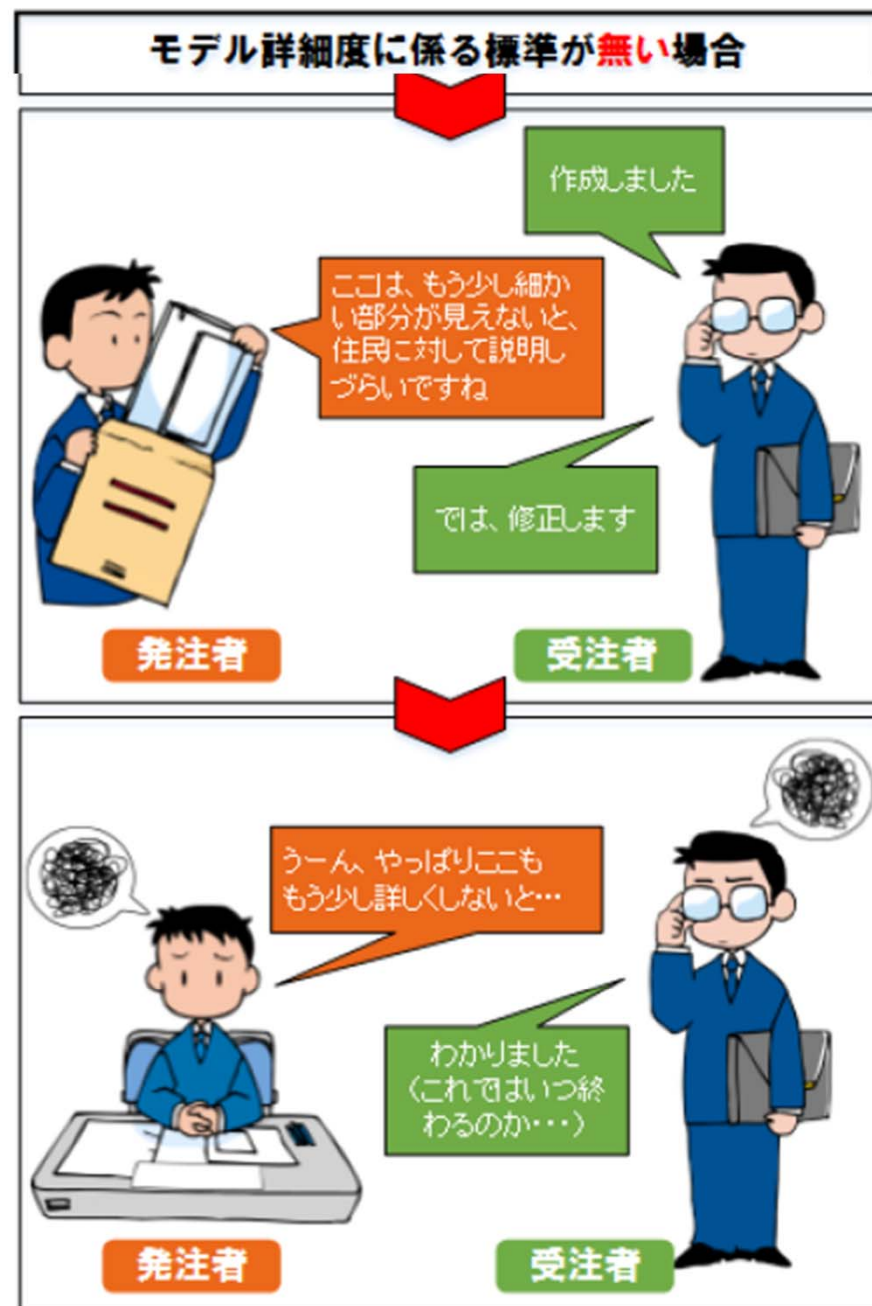 モデル詳細度に係る標準が無い場合
作成しました
ここは、もう少し細か
い部分が見えないと、
住民に対して説明し
づらいですね
では、修正します
発注者
受注者
うーん、やっぱりここも
もう少し詳しくしないと…
わかりました
（これではいつ終
わるのか・・・）
発注者
受注者